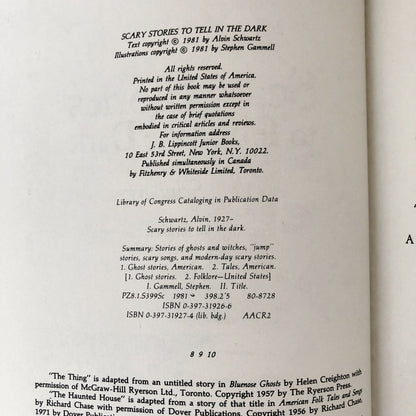 SCARY STORIES TO TELL IN THE DARK
Text copyright © 1981 by Alvin Schwartz
Illustrations copyright © 1981 by Stephen Gammell
All rights reserved.
Printed in the United States of America.
No part of this book may be used or
reproduced in any manner whatsoever
without written permission except in
the case of brief quotations
embodied in critical articles and reviews.
For information address
J. B. Lippincott Junior Books,
10 East 53rd Street, New York, N.Y. 10022.
Published simultaneously in Canada
by Fitzhenry & Whiteside Limited, Toronto.
Library of Congress Cataloging in Publication Data
Schwartz, Alvin, 1927–
Scary stories to tell in the dark.
Summary: Stories of ghosts and witches, "jump"
stories, scary songs, and modern-day scary stories.
1. Ghost stories, American. 2. Tales, American.
[1. Ghost stories. 2. Folklore—United States]
I. Gammell, Stephen. II. Title.
PZ8.1.S399Sc 1981 398.2'5 80-8728
ISBN 0-397-31926-6
ISBN 0-397-31927-4 (lib. bdg.) AACR2
8 9 10
"The Thing" is adapted from an untitled story in Bluenose Ghosts by Helen Creighton with
permission of McGraw-Hill Ryerson Ltd., Toronto. Copyright 1957 by The Ryerson Press.
"The Haunted House" is adapted from a story of that title in American Folk Tales and Songs
by Richard Chase with permission of Dover Publications. Copyright 1956 by Richard Chase,
1971 by Dover
A